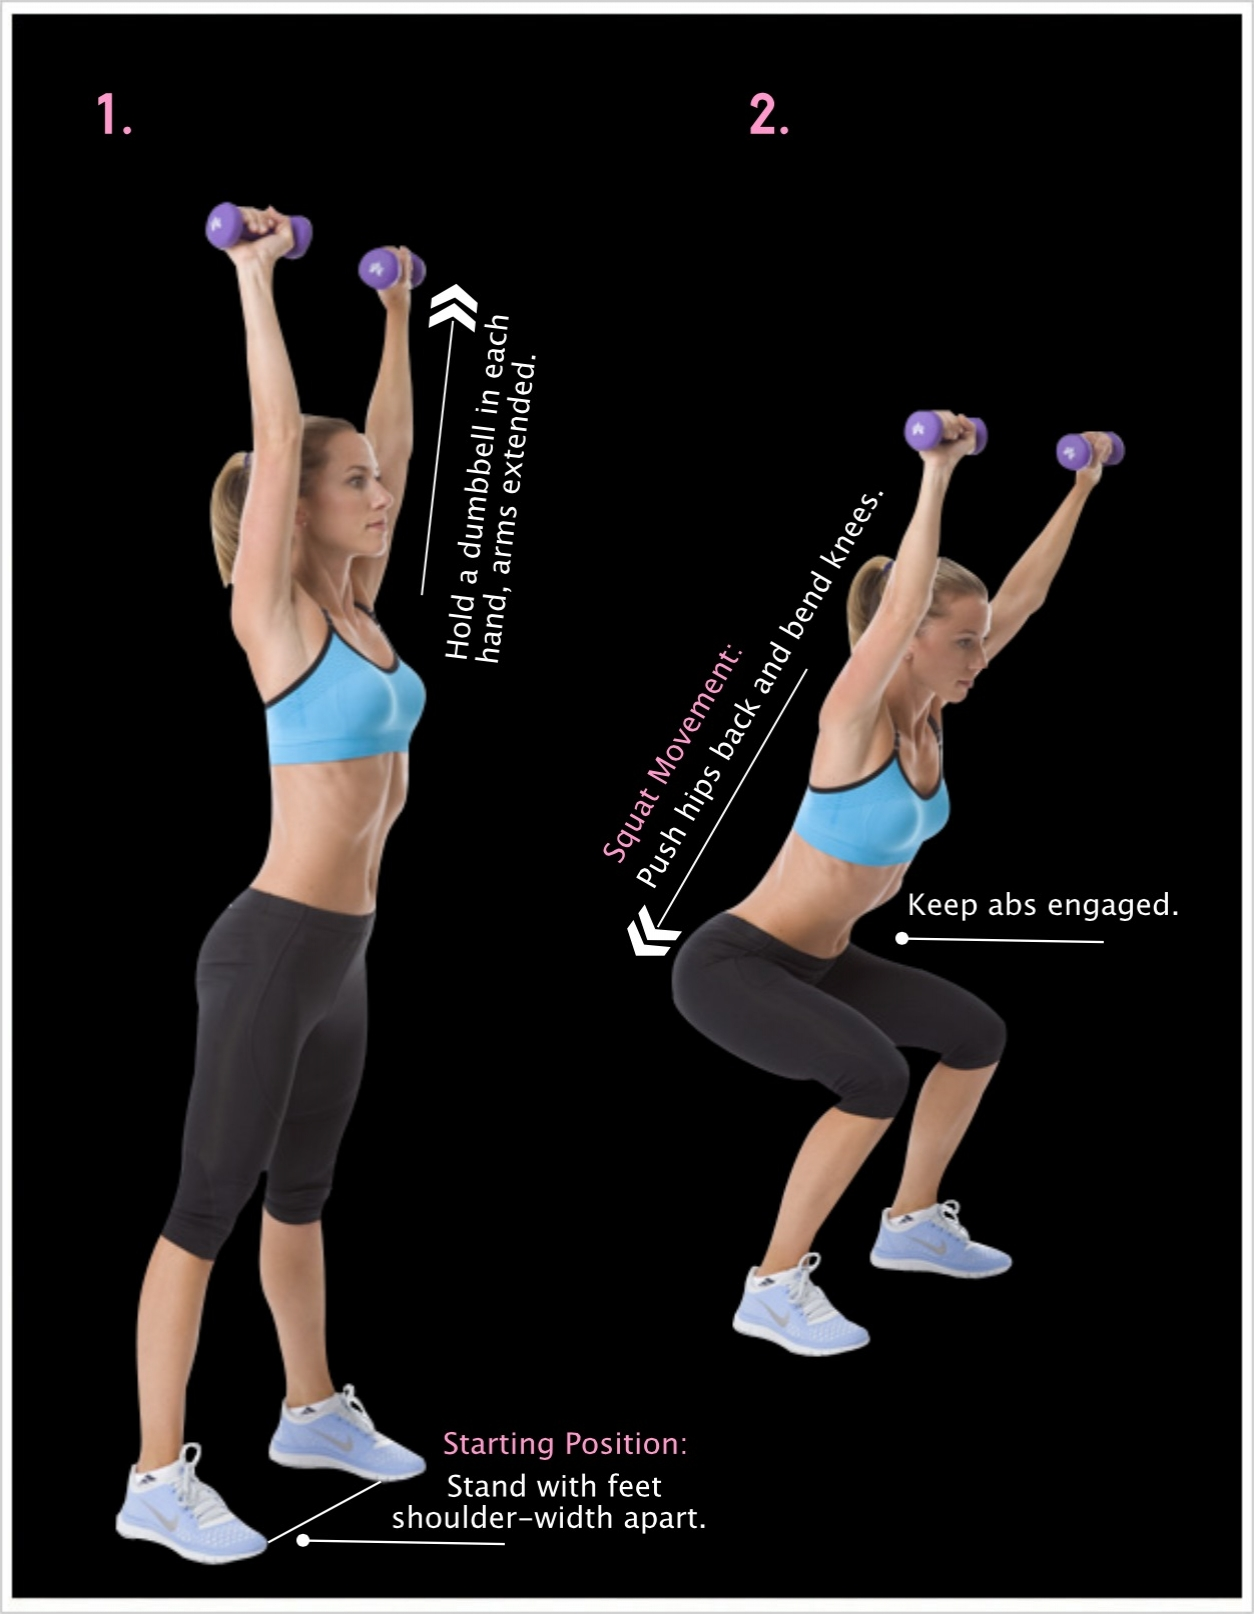 1.
Hold a dumbbell in each
hand, arms extended.
Starting Position:
Stand with feet
shoulder-width apart.
2.
Squat Movement:
Push hips back and bend knees.
Keep abs engaged.